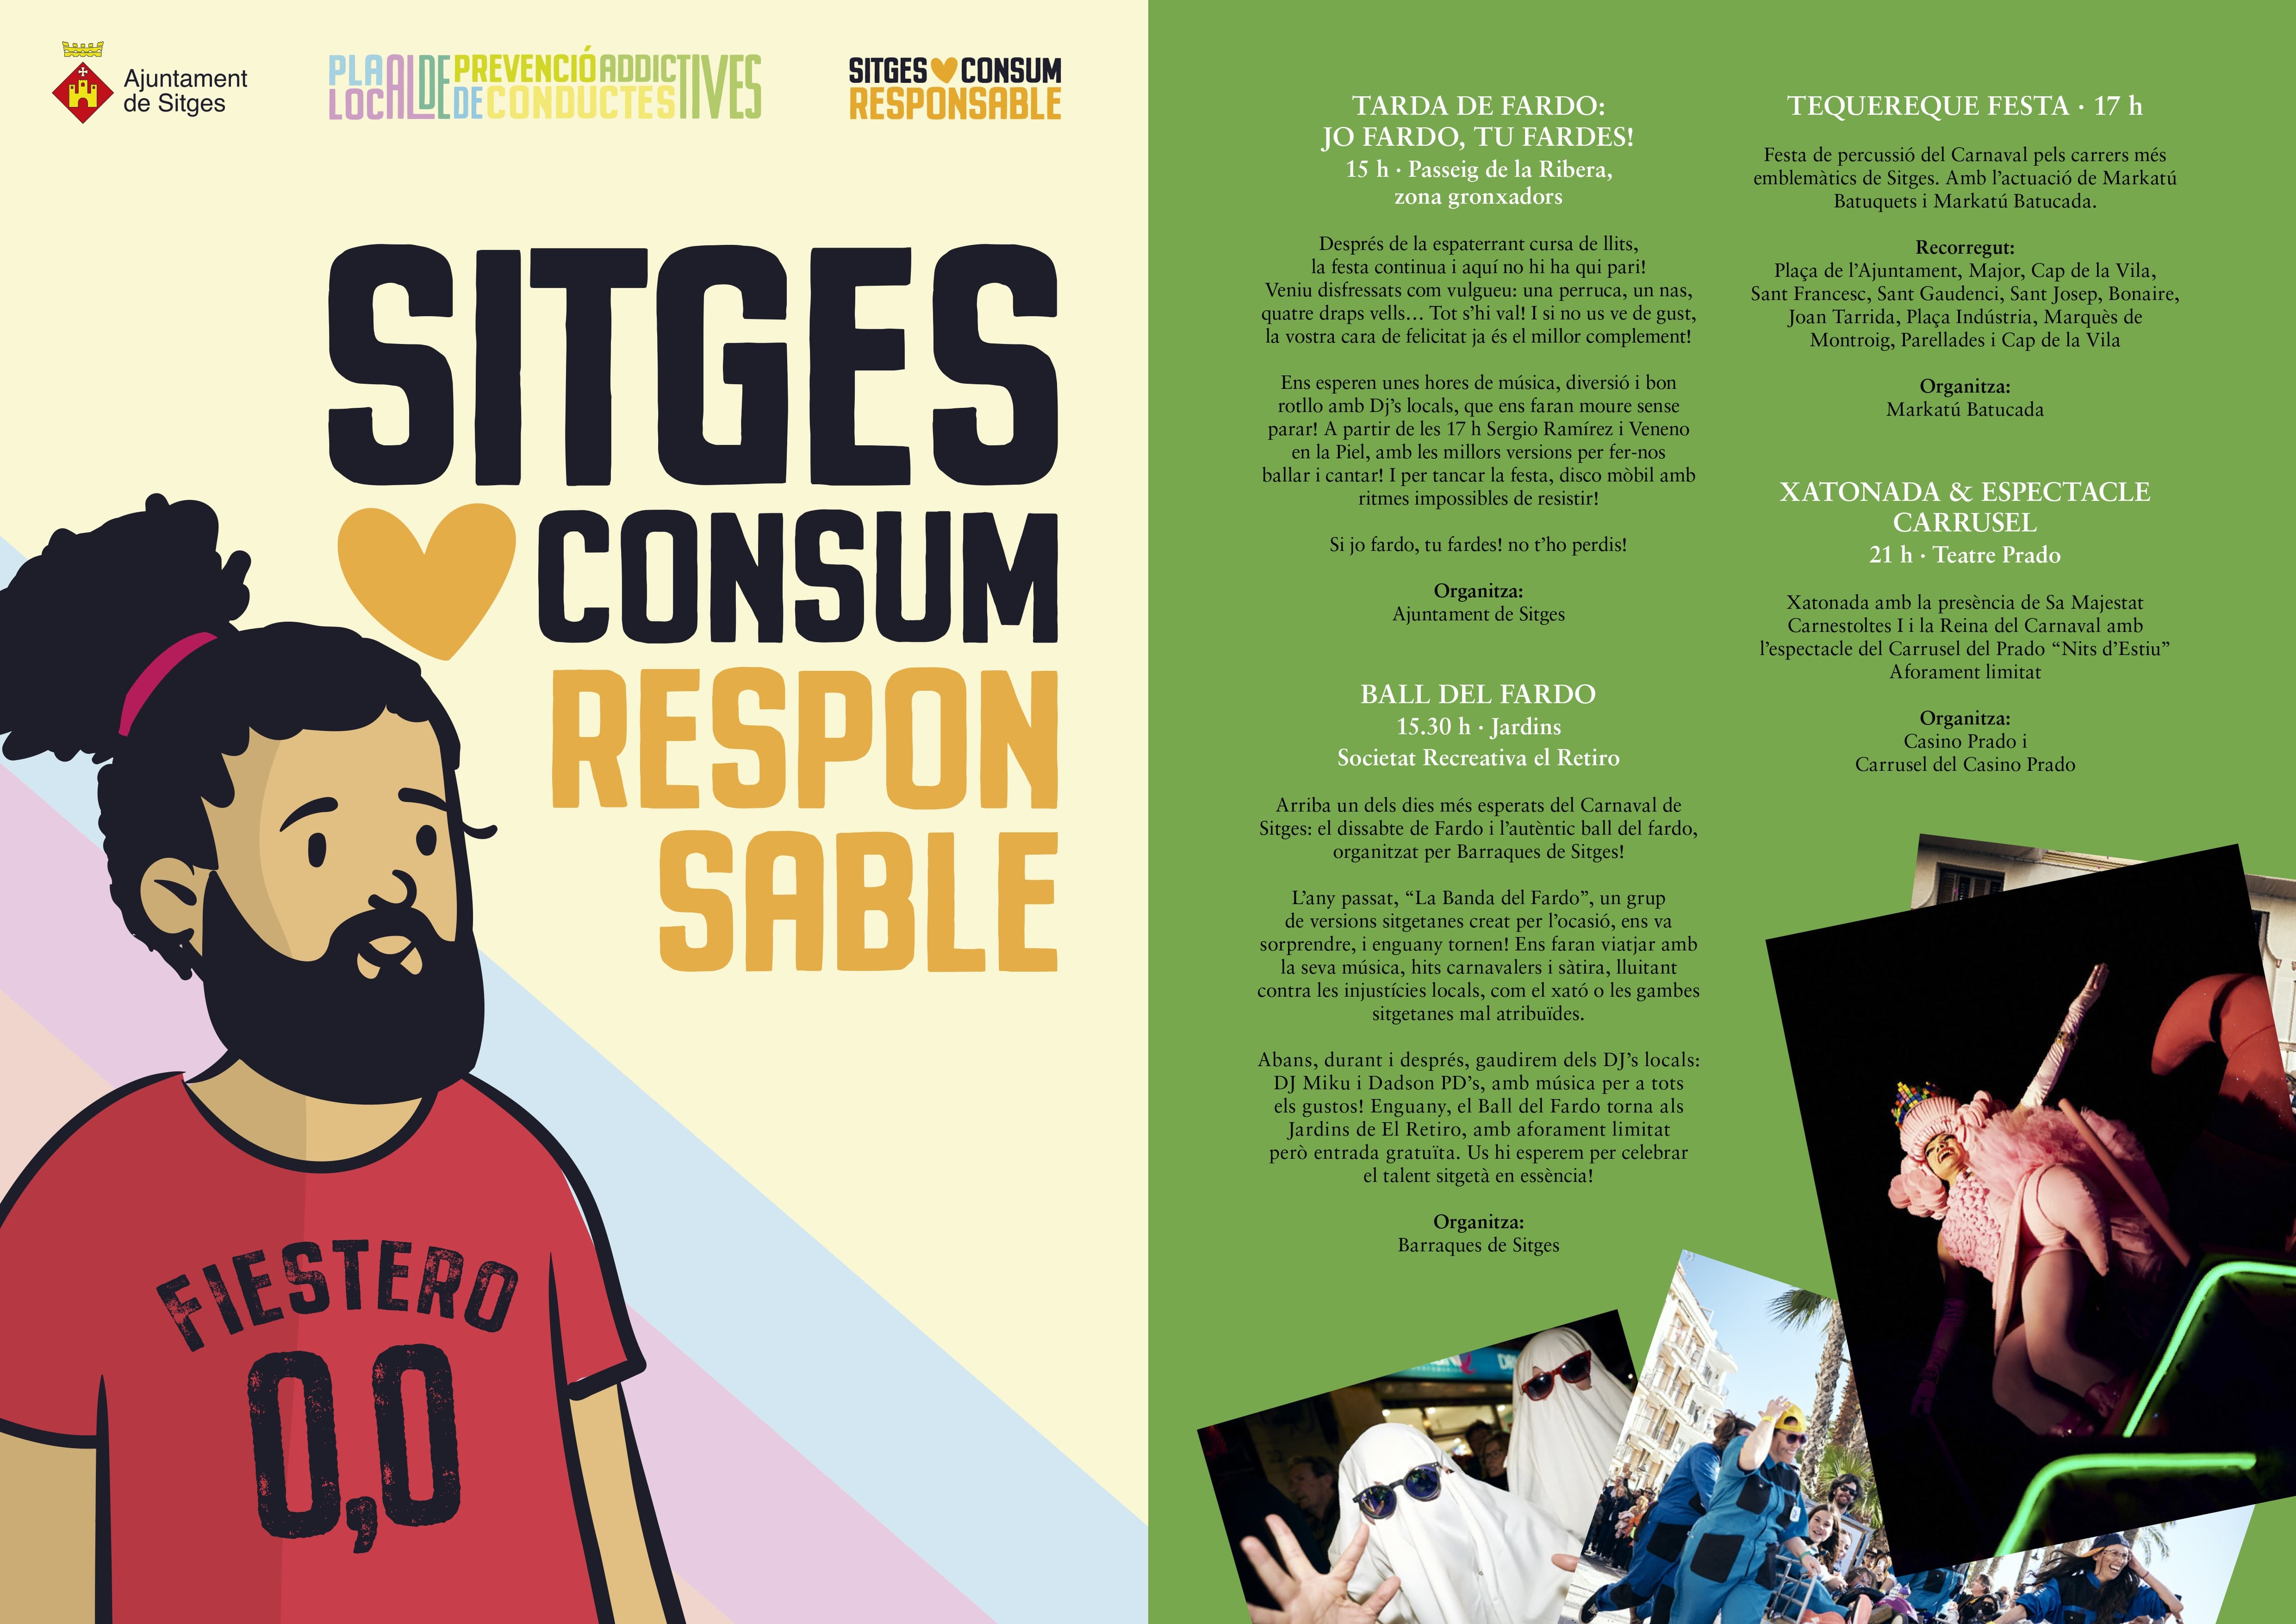 Ajuntament
de Sitges
PLA LOCAL DE PREVENCIÓ DE CONDUCTES ADDICTIVES
SITGES CONSUM
RESPONSABLE
SITGES
CONSUM
RESPON
SABLE
FIESTERO
0,0
TARDA DE FARDO:
JO FARDO, TU FARDES!
15 h · Passeig de la Ribera,
zona gronxadors
Després de la espaterrant cursa de llits,
la festa continua i aquí no hi ha qui pari!
Veniu disfressats com vulgueu: una perruca, un nas,
quatre draps vells… Tot s’hi val! I si no us ve de gust,
la vostra cara de felicitat ja és el millor complement!
Ens esperen unes hores de música, diversió i bon
rotllo amb Dj’s locals, que ens faran moure sense
parar! A partir de les 17 h Sergio Ramírez i Veneno
en la Piel, amb les millors versions per fer-nos
ballar i cantar! I per tancar la festa, disco mòbil amb
ritmes impossibles de resistir!
Si jo fardo, tu fardes! no t’ho perdis!
Organitza:
Ajuntament de Sitges
BALL DEL FARDO
15.30 h · Jardins
Societat Recreativa el Retiro
Arriba un dels dies més esperats del Carnaval de
Sitges: el dissabte de Fardo i l’autèntic ball del fardo,
organitzat per Barraques de Sitges!
L’any passat, “La Banda del Fardo”, un grup
de versions sitgetanes creat per l’ocasió, ens va
sorprendre, i enguany tornen! Ens faran viatjar amb
la seva música, hits carnavalers i sàtira, lluitant
contra les injustícies locals, com el xató o les gambes
sitgetanes mal atribuïdes.
Abans, durant i després, gaudirem dels DJ’s locals:
DJ Miku i Dadson PD’s, amb música per a tots
els gustos! Enguany, el Ball del Fardo torna als
Jardins de El Retiro, amb aforament limitat
però entrada gratuïta. Us hi esperem per celebrar
el talent sitgetà en essència!
Organitza:
Barraques de Sitges
TEQUEREQUE FESTA · 17 h
Festa de percussió del Carnaval pels carrers més
emblemàtics de Sitges. Amb l’actuació de Markatú
Batuquets i Markatú Batucada.
Recorregut:
Plaça de l’Ajuntament, Major, Cap de la Vila,
Sant Francesc, Sant Gaudenci, Sant Josep, Bonaire,
Joan Tarrida, Plaça Indústria, Marquès de
Montroig, Parellades i Cap de la Vila
Organitza:
Markatú Batucada
XATONADA & ESPECTACLE
CARRUSEL
21 h · Teatre Prado
Xatonada amb la presència de Sa Majestat
Carnestoltes I i la Reina del Carnaval amb
l’espectacle del Carrusel del Prado “Nits d’Estiu”
Aforament limitat
Organitza:
Casino Prado i
Carrusel del Casino Prado